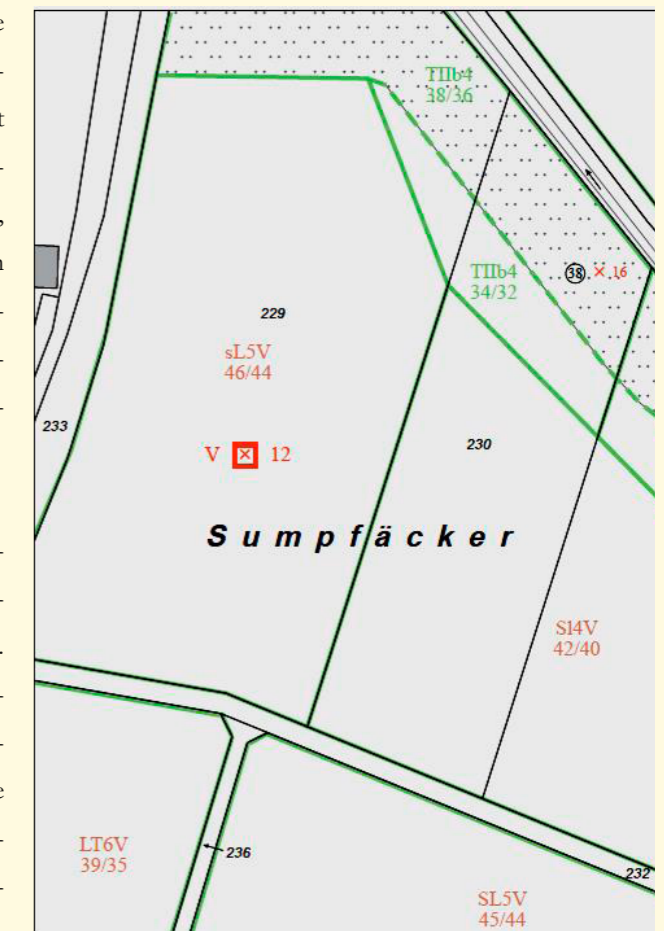 e
-
t
-
,
n
-
-
-
-
-
.
-
-
e
-
-
TIIb4
38/36
TIIb4
34/32
38 × 16
229
sL5V
46/44
233
230
V × 12
Sumpfäcker
Sl4V
42/40
LT6V
39/35
236
232
SL5V
45/44